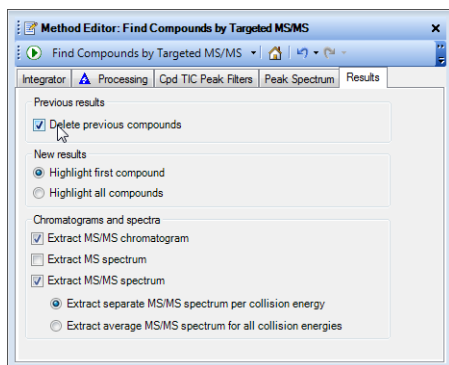 Method Editor: Find Compounds by Targeted MS/MS
Find Compounds by Targeted MS/MS
Integrator Processing Cpd TIC Peak Filters Peak Spectrum Results
Previous results
Delete previous compounds
New results
Highlight first compound
Highlight all compounds
Chromatograms and spectra
Extract MS/MS chromatogram
Extract MS spectrum
Extract MS/MS spectrum
Extract separate MS/MS spectrum per collision energy
Extract average MS/MS spectrum for all collision energies